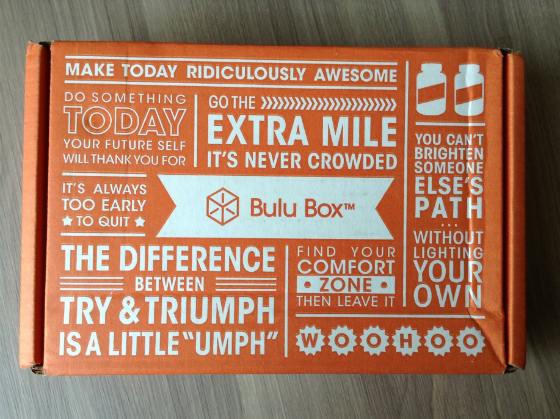 MAKE TODAY RIDICULOUSLY AWESOME
DO SOMETHING
TODAY
YOUR FUTURE SELF
WILL THANK YOU FOR
GO THE
EXTRA MILE
IT'S NEVER CROWDED
YOU CAN'T
BRIGHTEN
SOMEONE
ELSE'S
PATH
...
WITHOUT
LIGHTING
YOUR
OWN
IT'S ALWAYS
TOO EARLY
★ TO QUIT ★
Bulu Box™
THE DIFFERENCE
BETWEEN
TRY & TRIUMPH
IS A LITTLE "UMPH"
FIND YOUR
COMFORT
• ZONE •
THEN LEAVE IT
WOOHOO